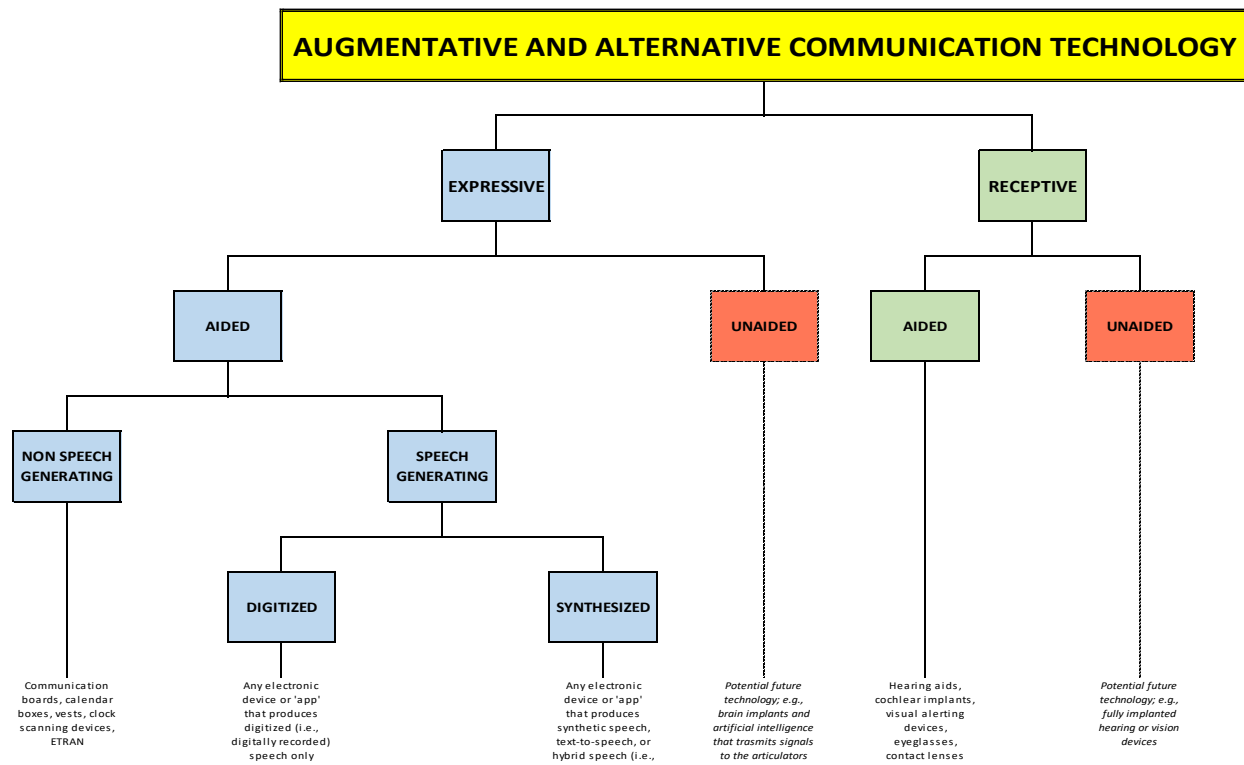 AUGMENTATIVE AND ALTERNATIVE COMMUNICATION TECHNOLOGY
EXPRESSIVE
RECEPTIVE
AIDED
UNAIDED
AIDED
UNAIDED
NON SPEECH
GENERATING
SPEECH
GENERATING
DIGITIZED
SYNTHESIZED
Communication
boards, calendar
boxes, vests, clock
scanning devices,
ETRAN
Any electronic
device or 'app'
that produces
digitized (i.e.,
digitally recorded)
speech only
Any electronic
device or 'app'
that produces
synthetic speech,
text-to-speech, or
hybrid speech (i.e.,
Potential future
technology; e.g.,
brain implants and
artificial intelligence
that trasmits signals
to the articulators
Hearing aids,
cochlear implants,
visual alerting
devices,
eyeglasses,
contact lenses
Potential future
technology; e.g.,
fully implanted
hearing or vision
devices